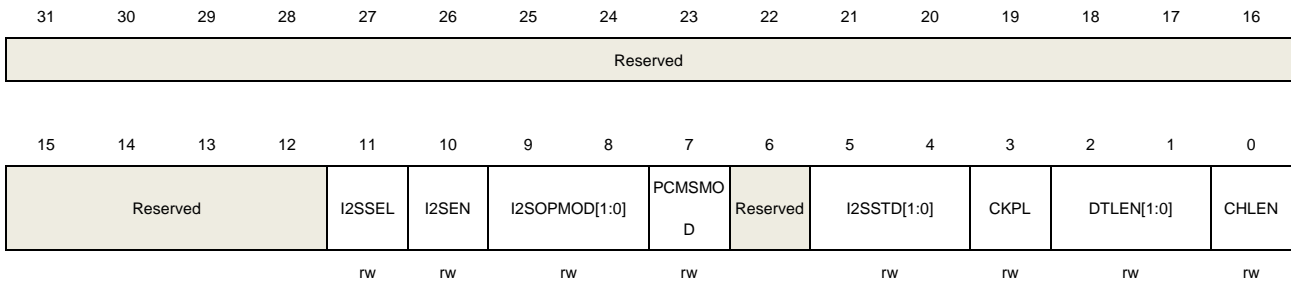 31 30 29 28 27 26 25 24 23 22 21 20 19 18 17 16
Reserved
15 14 13 12 11 10 9 8 7 6 5 4 3 2 1 0
Reserved I2SSEL I2SEN I2SOPMOD[1:0] PCMSMO Reserved I2SSTD[1:0] CKPL DTLEN[1:0] CHLEN
D
rw rw rw rw rw rw rw rw